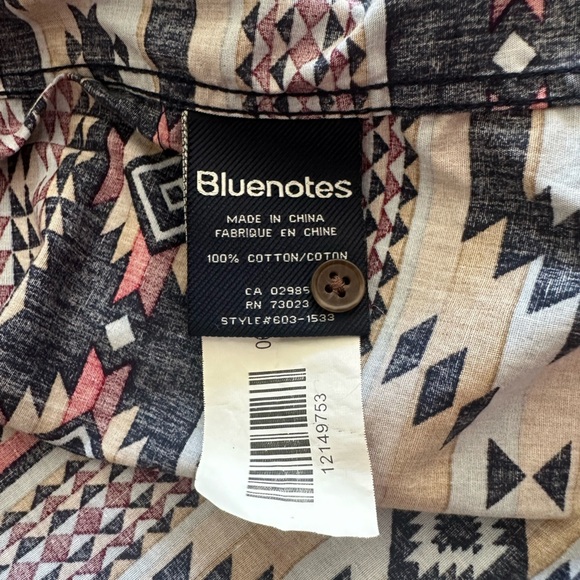 Bluenotes
MADE IN CHINA
FABRIQUE EN CHINE
100% COTTON/COTON
CA 02985
RN 73023
STYLE#603-1533
12149753